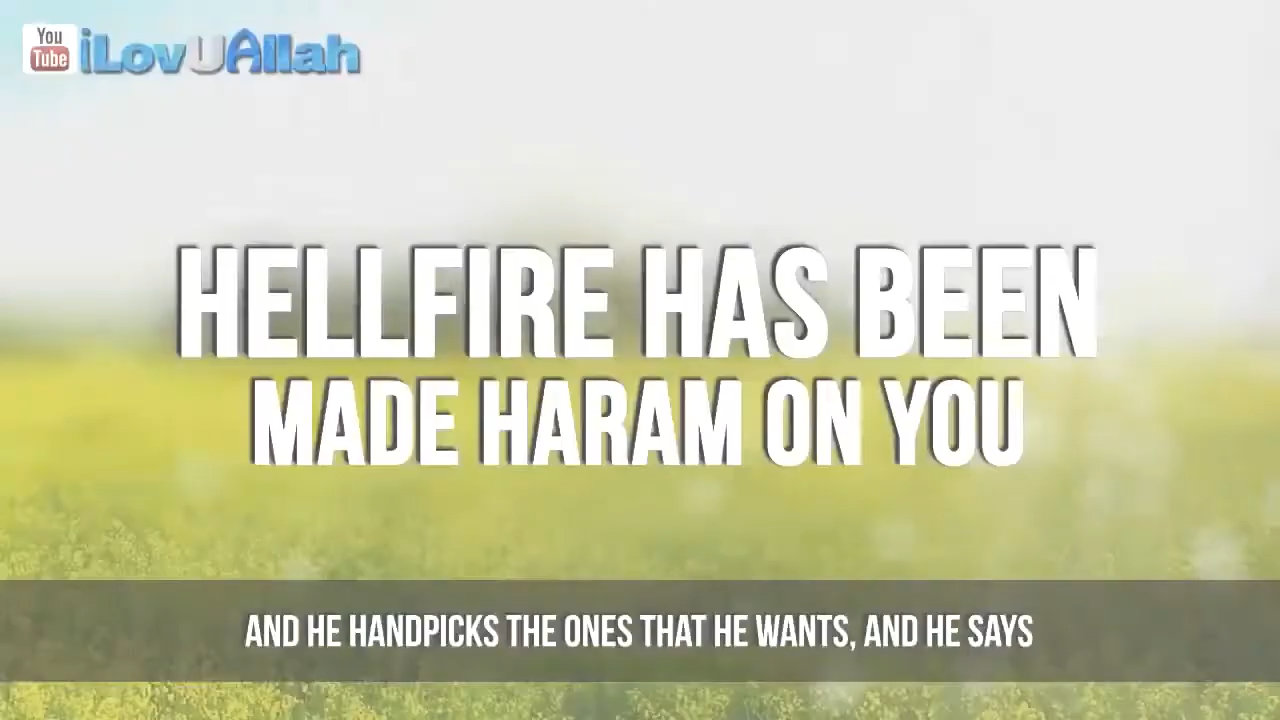 You
Tube
iLovUAllah
HELLFIRE HAS BEEN
MADE HARAM ON YOU
AND HE HANDPICKS THE ONES THAT HE WANTS, AND HE SAYS